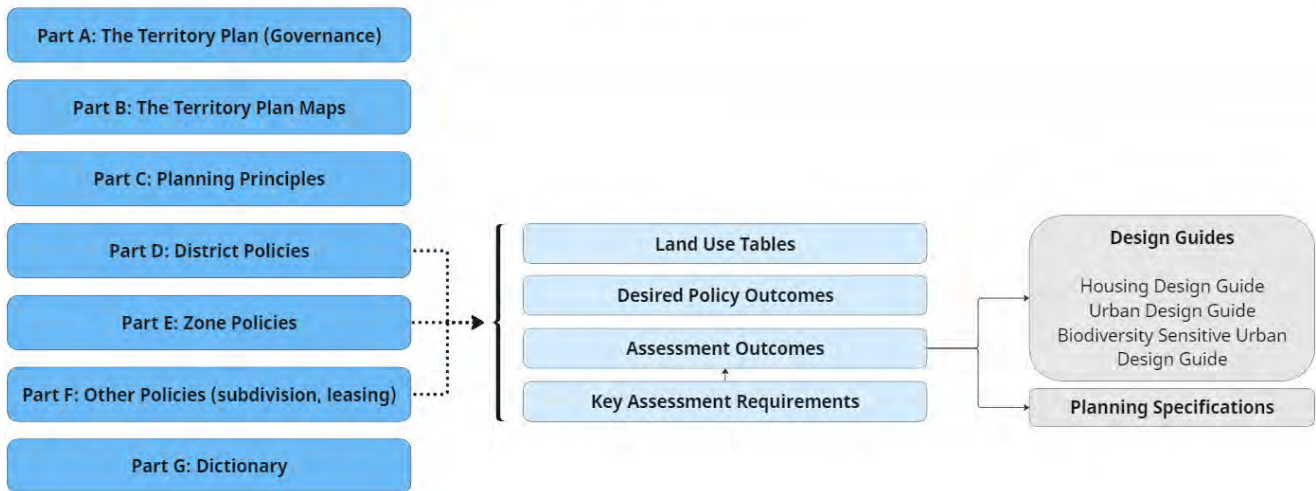 Part A: The Territory Plan (Governance)
Part B: The Territory Plan Maps
Part C: Planning Principles
Part D: District Policies
Part E: Zone Policies
Part F: Other Policies (subdivision, leasing)
Part G: Dictionary
Land Use Tables
Desired Policy Outcomes
Assessment Outcomes
Key Assessment Requirements
Design Guides
Housing Design Guide
Urban Design Guide
Biodiversity Sensitive Urban
Design Guide
Planning Specifications